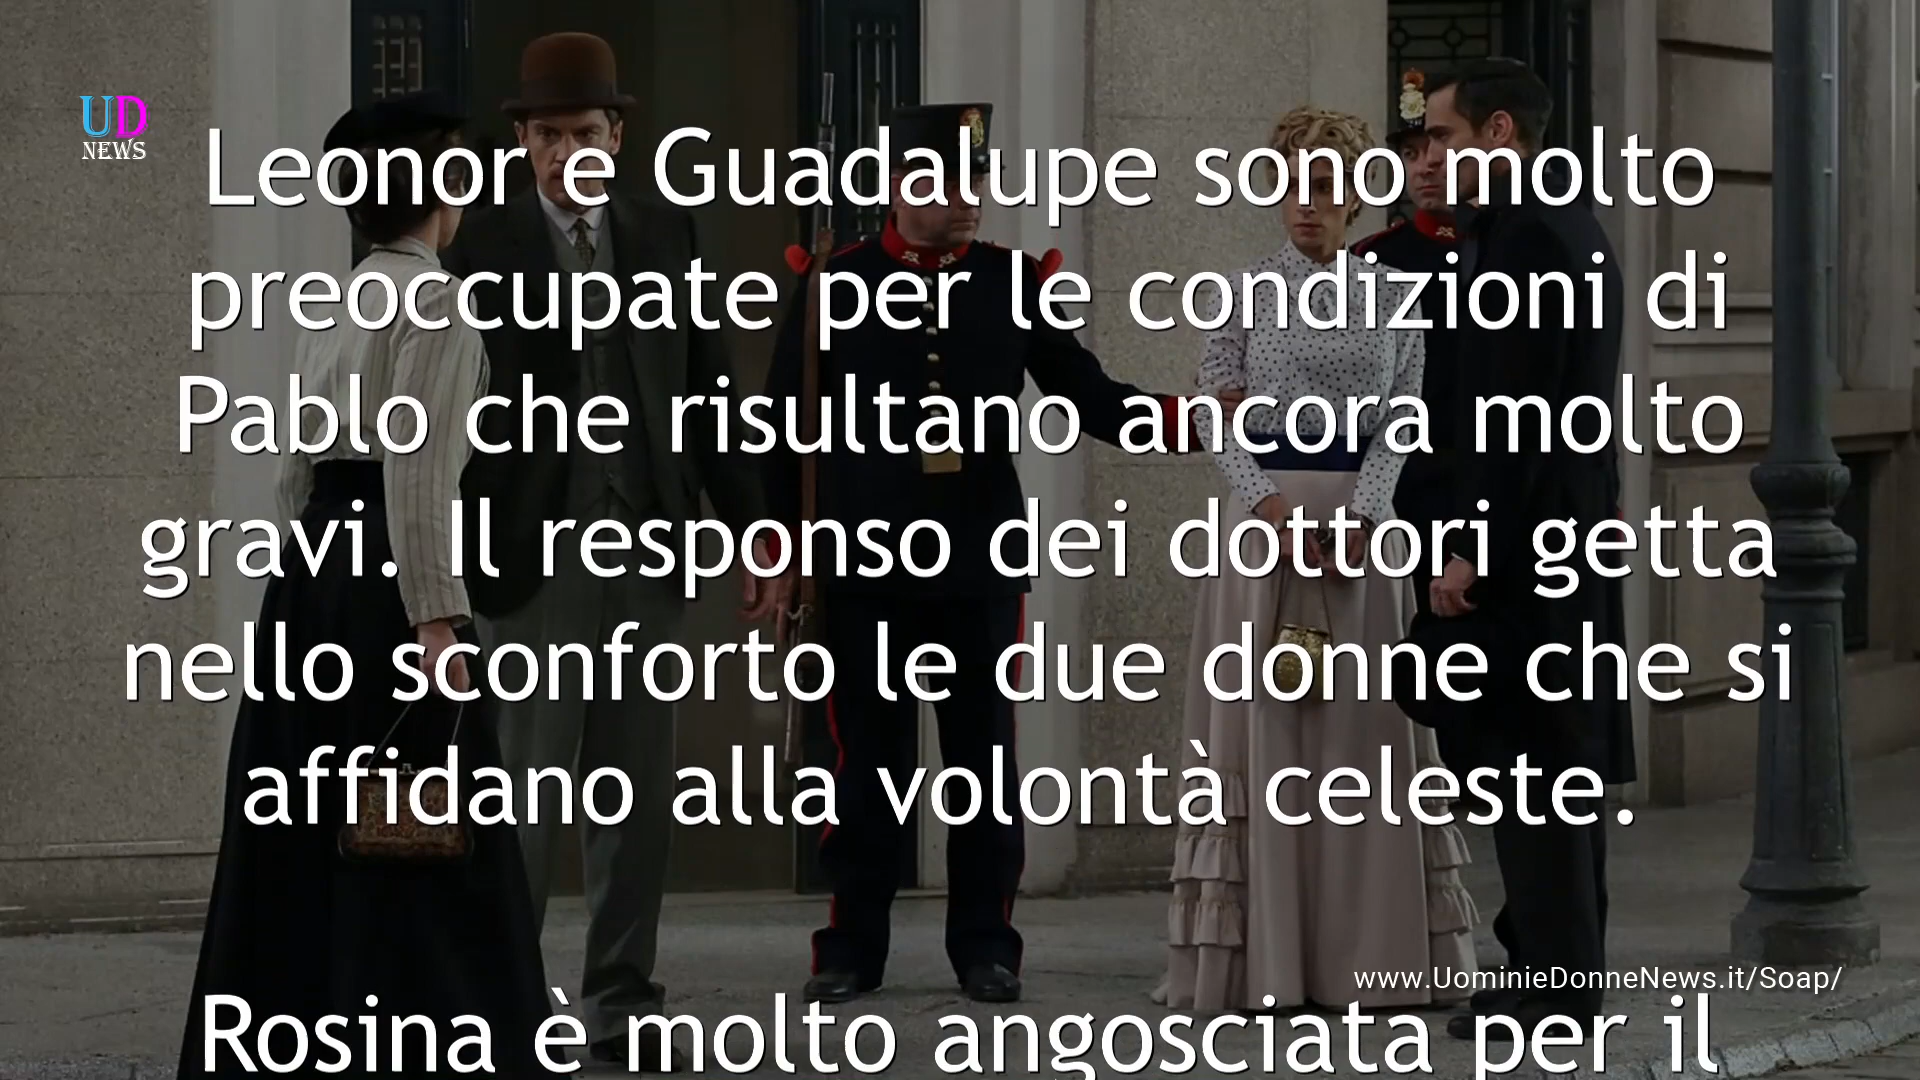 UD
NEWS
Leonor e Guadalupe sono molto
preoccupate per le condizioni di
Pablo che risultano ancora molto
gravi. Il responso dei dottori getta
nello sconforto le due donne che si
affidano alla volontà celeste.
www.UominieDonneNews.it/Soap/
Rosina è molto angosciata per il